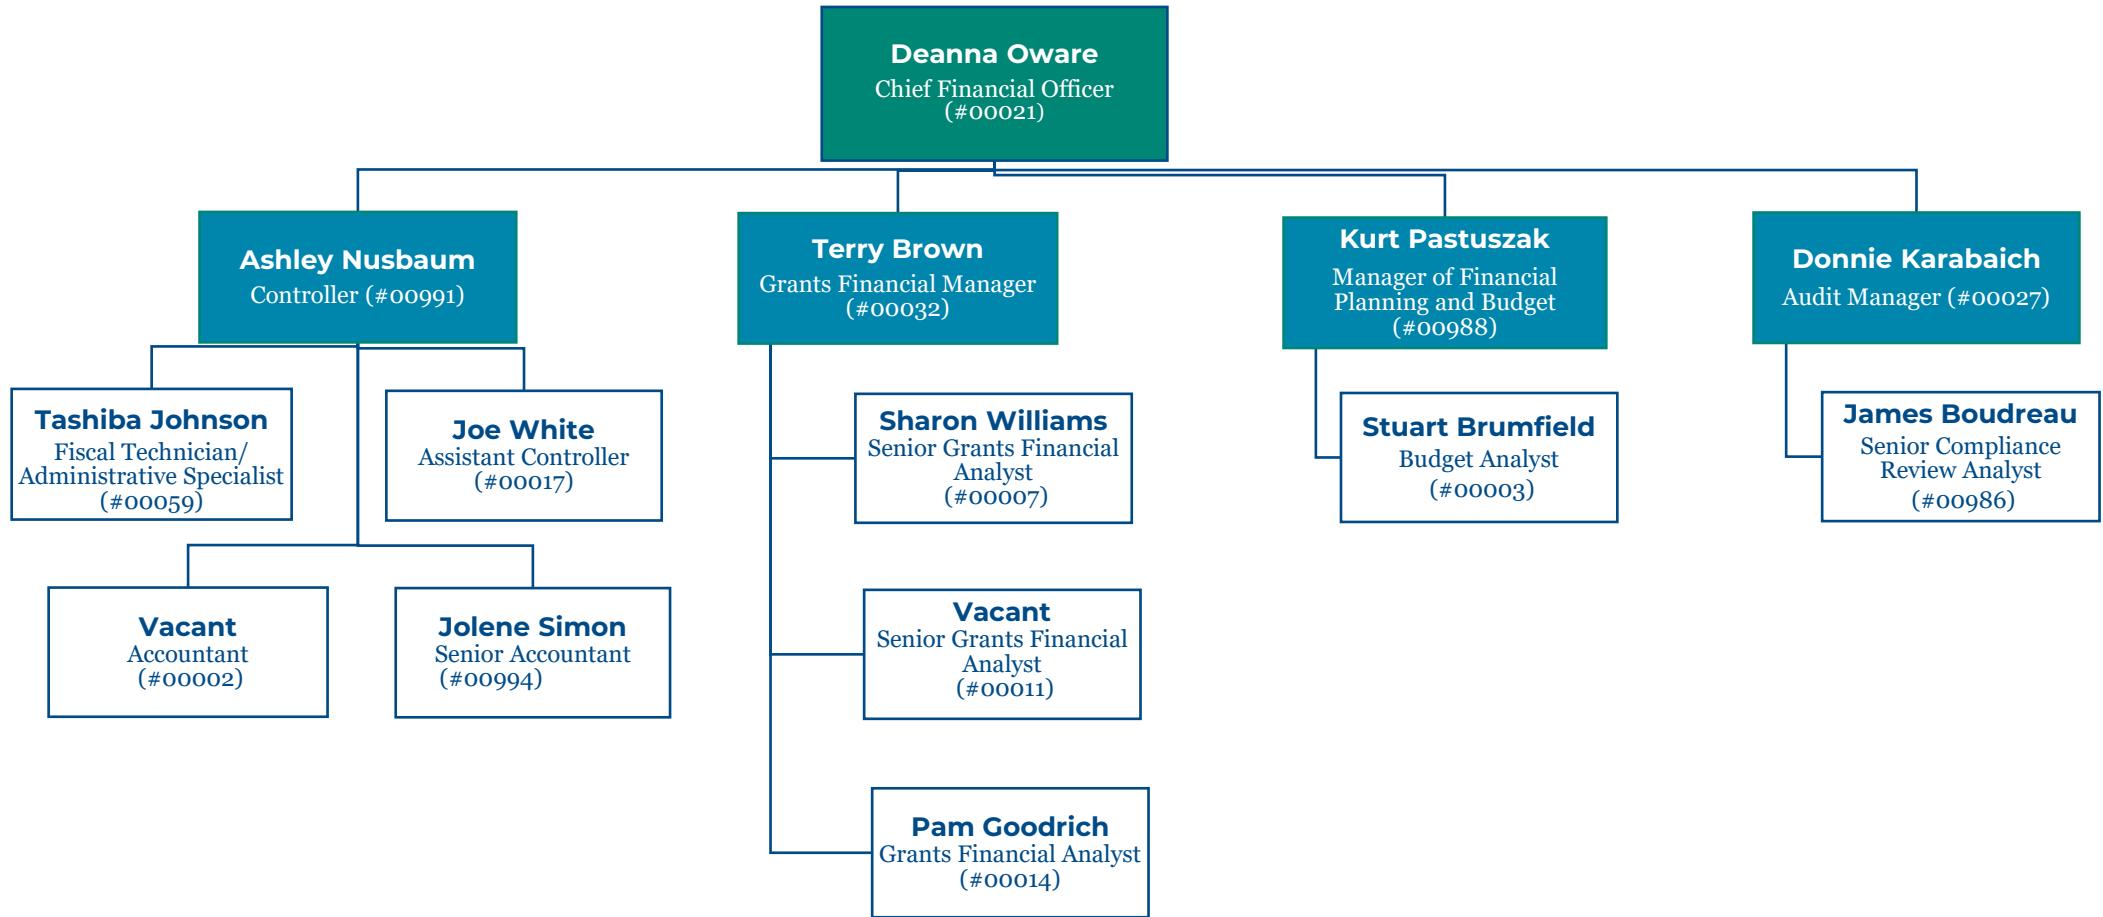 Deanna Oware
Chief Financial Officer
(#00021)
Ashley Nusbaum
Controller (#00991)
Terry Brown
Grants Financial Manager
(#00032)
Kurt Pastuszak
Manager of Financial
Planning and Budget
(#00988)
Donnie Karabaich
Audit Manager (#00027)
Tashiba Johnson
Fiscal Technician/
Administrative Specialist
(#00059)
Joe White
Assistant Controller
(#00017)
Sharon Williams
Senior Grants Financial
Analyst
(#00007)
Stuart Brumfield
Budget Analyst
(#00003)
James Boudreau
Senior Compliance
Review Analyst
(#00986)
Vacant
Accountant
(#00002)
Jolene Simon
Senior Accountant
(#00994)
Vacant
Senior Grants Financial
Analyst
(#00011)
Pam Goodrich
Grants Financial Analyst
(#00014)